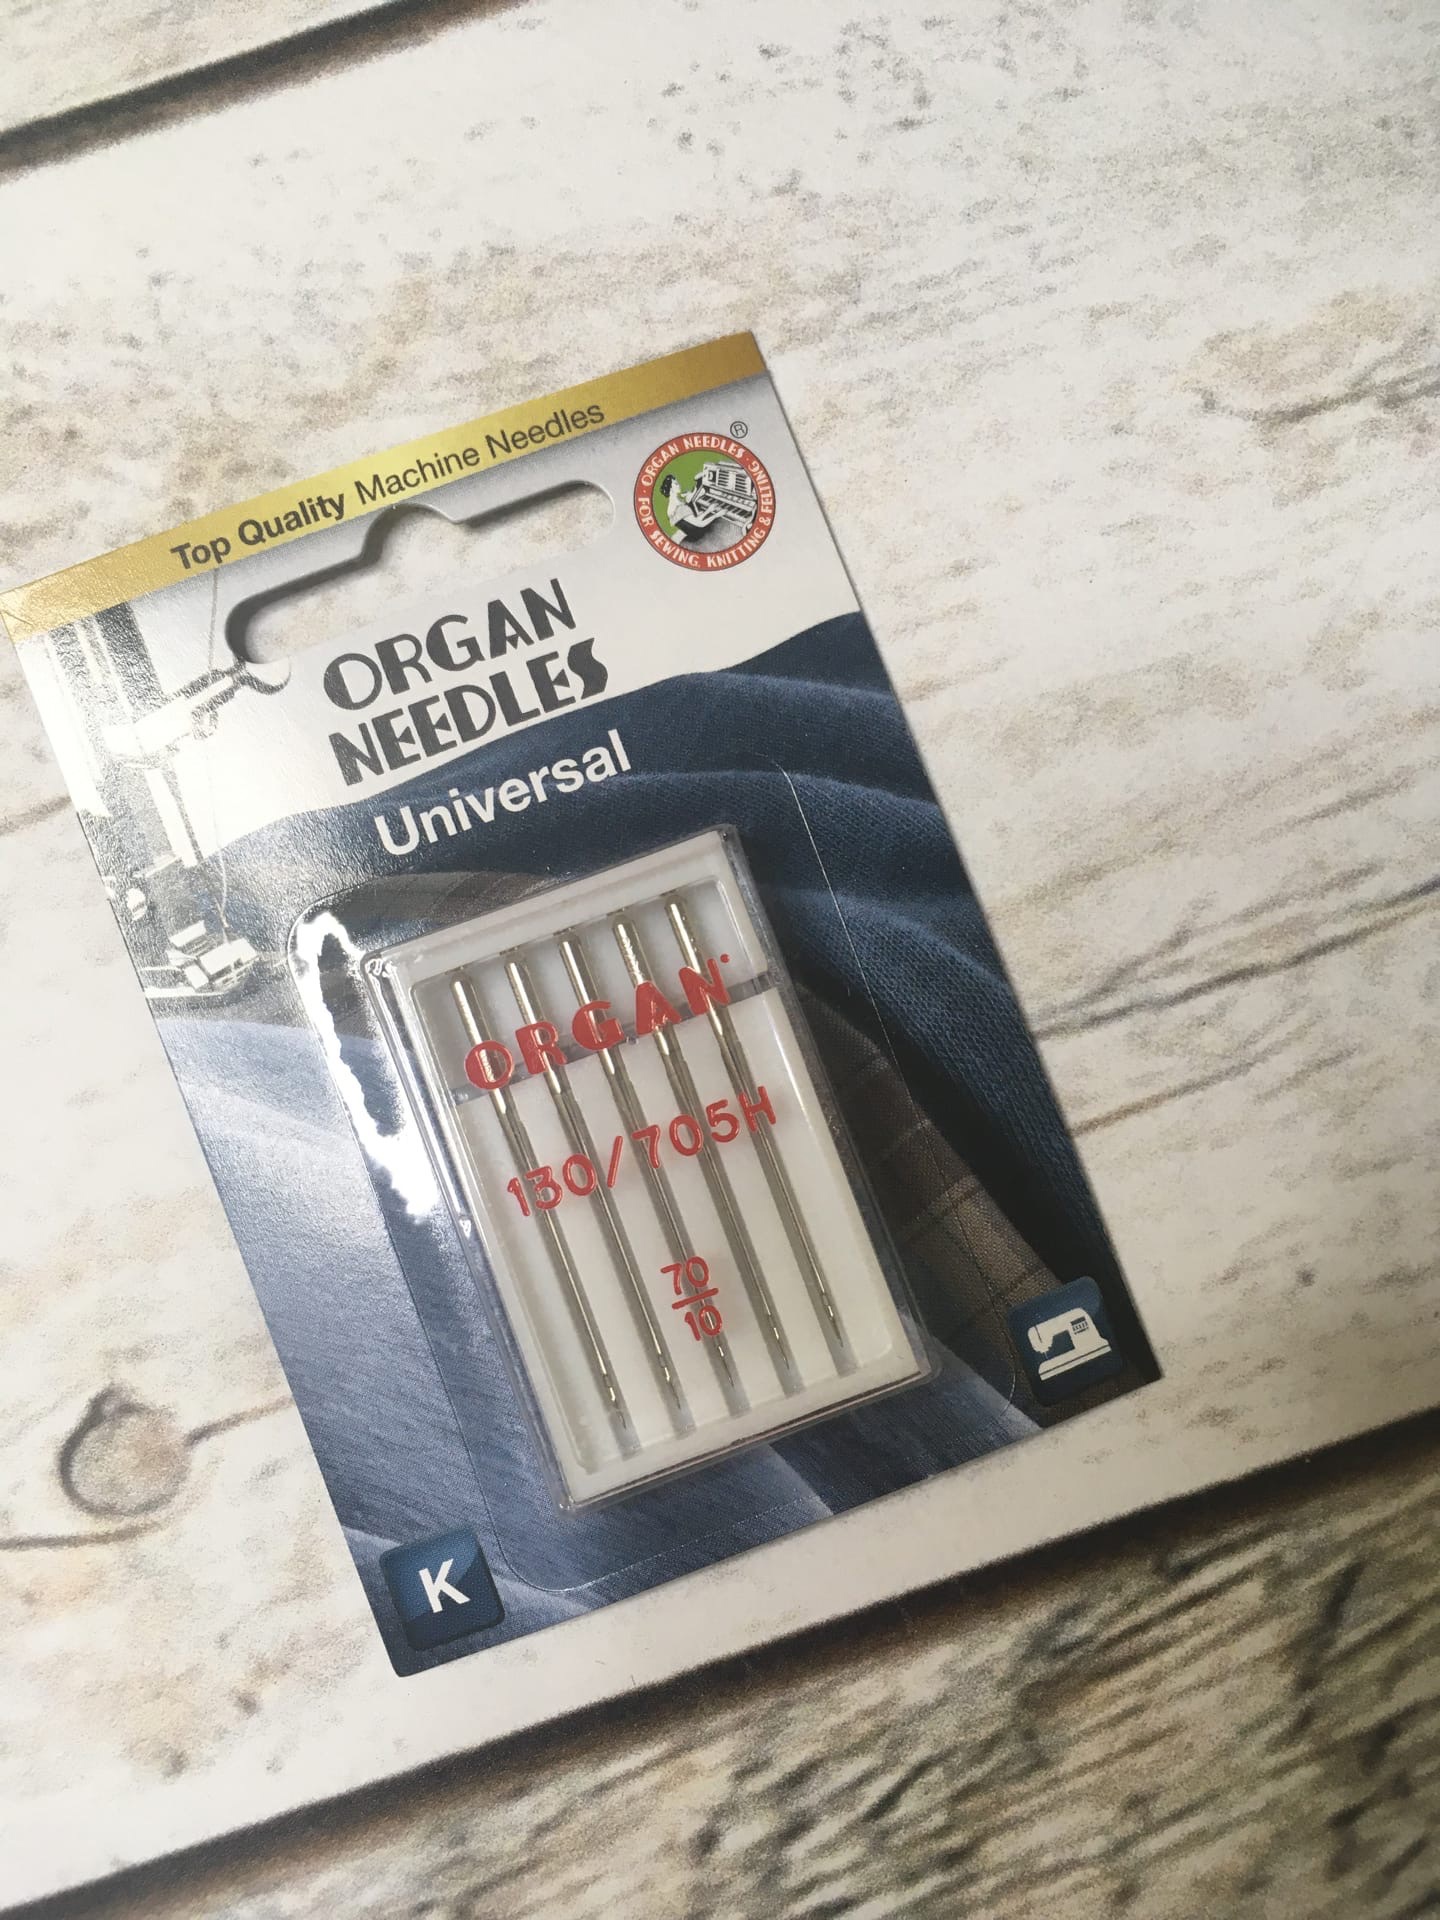 Top Quality Machine Needles
ORGAN NEEDLES ®
FOR SEWING, KNITTING & FELTING
ORGAN
NEEDLES
Universal
ORGAN
130/705H
70
10
K